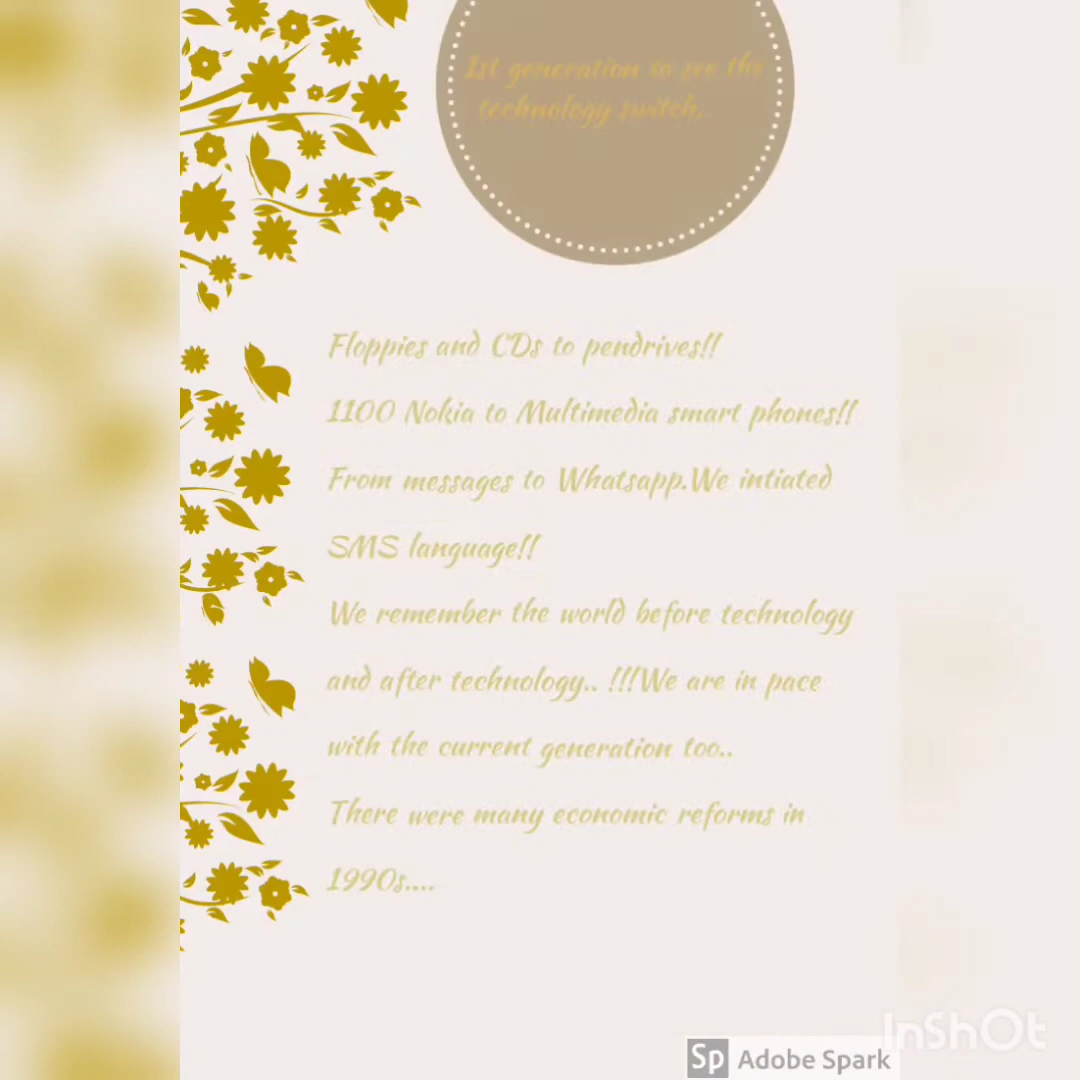 1st generation to see the
technology switch.
Floppies and CDs to pendrives!!
1100 Nokia to Multimedia smart phones!!
From messages to Whatsapp.We intiated
SMS language!!
We remember the world before technology
and after technology.. !!!We are in pace
with the current generation too..
There were many economic reforms in
1990s....
InShOt
Sp Adobe Spark